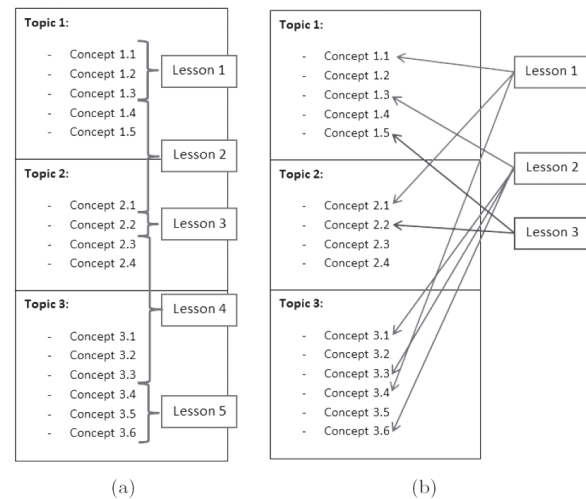 Topic 1:
- Concept 1.1
- Concept 1.2
- Concept 1.3
- Concept 1.4
- Concept 1.5
Topic 2:
- Concept 2.1
- Concept 2.2
- Concept 2.3
- Concept 2.4
Topic 3:
- Concept 3.1
- Concept 3.2
- Concept 3.3
- Concept 3.4
- Concept 3.5
- Concept 3.6
Lesson 1
Lesson 2
Lesson 3
Lesson 4
Lesson 5
(a)
Topic 1:
- Concept 1.1
- Concept 1.2
- Concept 1.3
- Concept 1.4
- Concept 1.5
Topic 2:
- Concept 2.1
- Concept 2.2
- Concept 2.3
- Concept 2.4
Topic 3:
- Concept 3.1
- Concept 3.2
- Concept 3.3
- Concept 3.4
- Concept 3.5
- Concept 3.6
Lesson 1
Lesson 2
Lesson 3
(b)